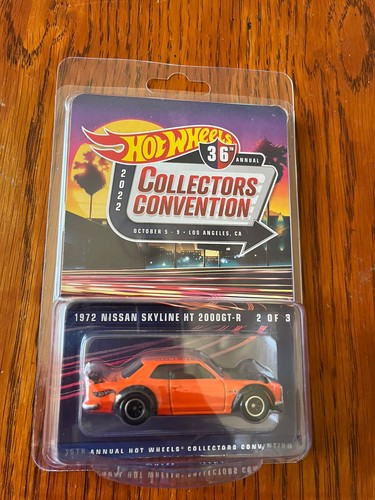 HOT WHEELS
36TH ANNUAL
2022
COLLECTORS
CONVENTION
OCTOBER 5 - 9 • LOS ANGELES, CA
1972 NISSAN SKYLINE HT 2000GT-R 2 OF 3
36TH ANNUAL HOT WHEELS® COLLECTORS CONVENTION